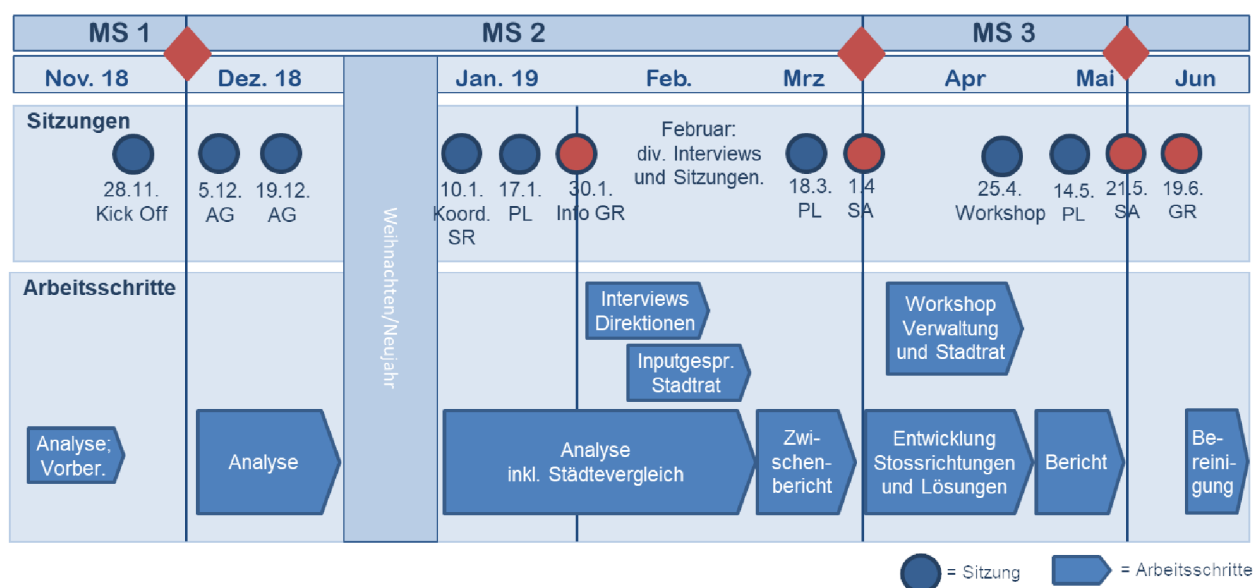 MS 1
MS 2
MS 3
Nov. 18
Dez. 18
Jan. 19
Feb.
Mrz
Apr
Mai
Jun
Sitzungen
28.11.
Kick Off
5.12.
AG
19.12.
AG
Weihnachten/Neujahr
10.1.
Koord.
SR
17.1.
PL
30.1.
Info GR
Februar:
div. Interviews
und Sitzungen.
18.3.
PL
1.4
SA
25.4.
Workshop
14.5.
PL
21.5.
SA
19.6.
GR
Arbeitsschritte
Interviews
Direktionen
Inputgespr.
Stadtrat
Workshop
Verwaltung
und Stadtrat
Analyse;
Vorber.
Analyse
Analyse
inkl. Städtevergleich
Zwi-
schen-
bericht
Entwicklung
Stossrichtungen
und Lösungen
Bericht
Be-
reini-
gung
= Sitzung
= Arbeitsschritte